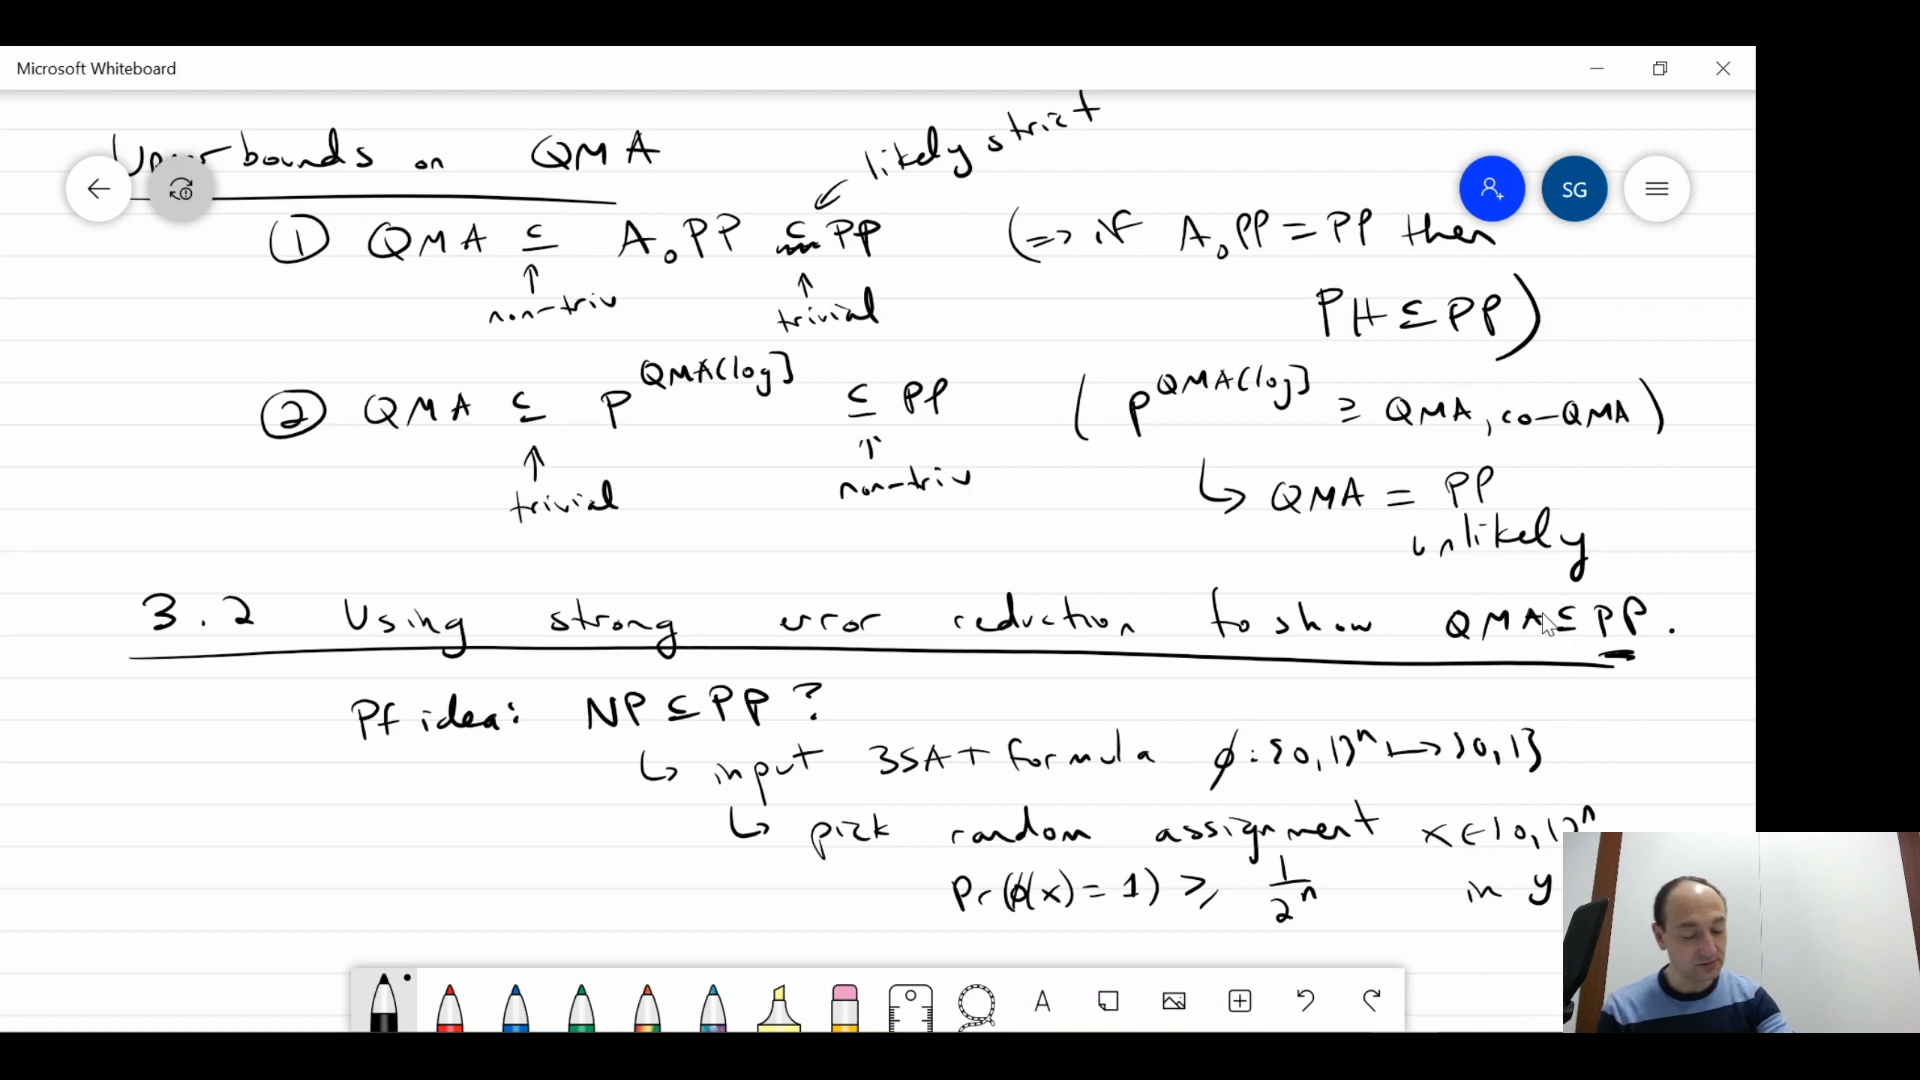 Microsoft Whiteboard
likely strict
bounds on QMA
SG
① QMA ⊆ A₀PP ⊆ PP (=> if A₀PP = PP then
non-triv trivial PH ⊆ PP)
② QMA ⊆ P^QMA[log] ⊆ PP (P^QMA[log] ⊇ QMA, co-QMA)
trivial non-triv ↳ QMA = PP
unlikely
3.2 Using strong error reduction to show QMA ⊆ PP.
Pf idea: NP ⊆ PP ?
↳ input 3SAT formula φ: {0,1}ⁿ ↦ {0,1}
↳ pick random assignment x ∈ {0,1}ⁿ
Pr(φ(x) = 1) ≥ 1/2ⁿ in y
A